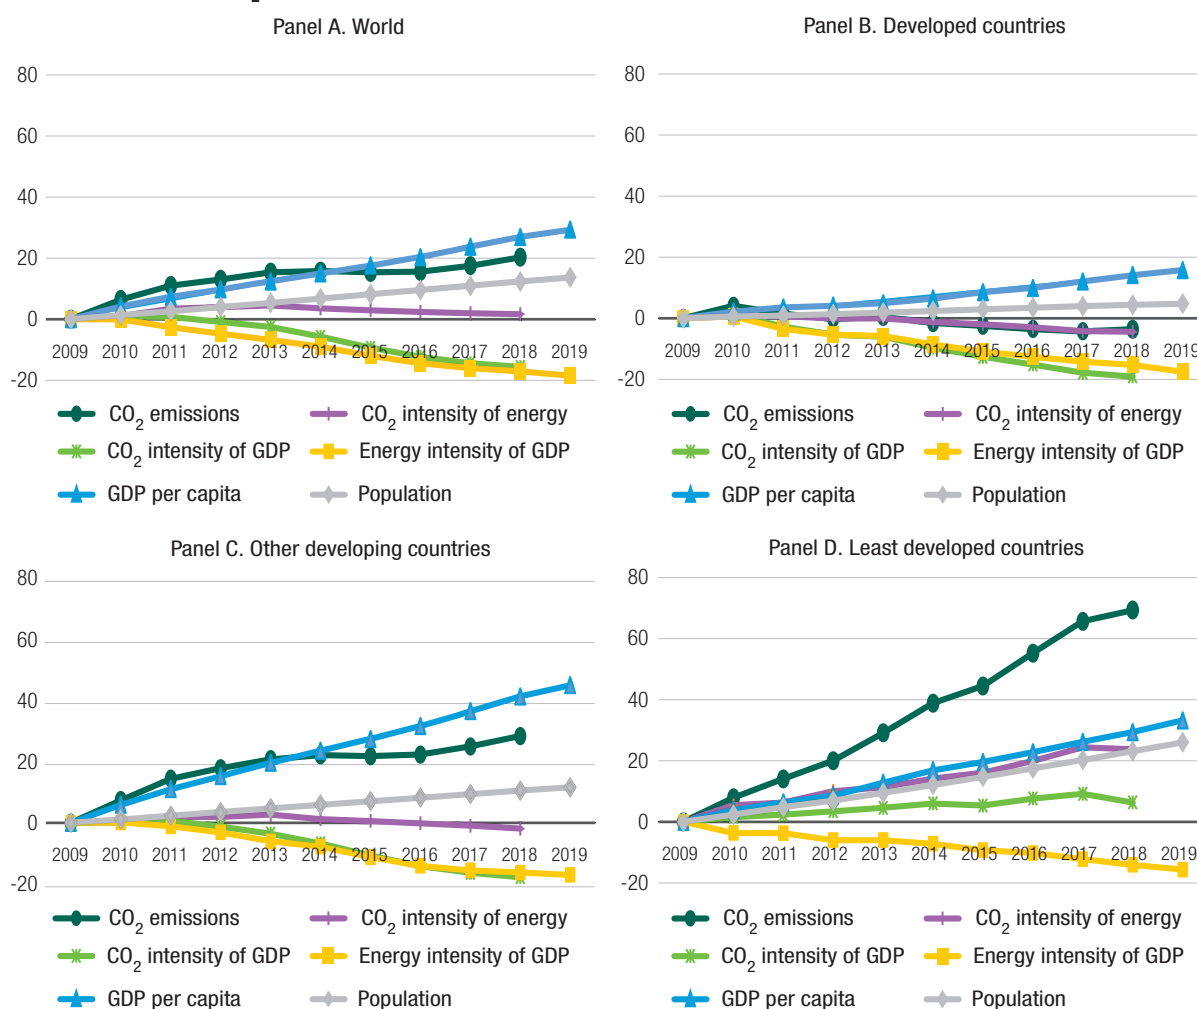 Panel A. World
80
60
40
20
0
-20
2009 2010 2011 2012 2013 2014 2015 2016 2017 2018 2019
CO2 emissions
CO2 intensity of energy
CO2 intensity of GDP
Energy intensity of GDP
GDP per capita
Population
Panel B. Developed countries
80
60
40
20
0
-20
2009 2010 2011 2012 2013 2014 2015 2016 2017 2018 2019
CO2 emissions
CO2 intensity of energy
CO2 intensity of GDP
Energy intensity of GDP
GDP per capita
Population
Panel C. Other developing countries
80
60
40
20
0
-20
2009 2010 2011 2012 2013 2014 2015 2016 2017 2018 2019
CO2 emissions
CO2 intensity of energy
CO2 intensity of GDP
Energy intensity of GDP
GDP per capita
Population
Panel D. Least developed countries
80
60
40
20
0
-20
2009 2010 2011 2012 2013 2014 2015 2016 2017 2018 2019
CO2 emissions
CO2 intensity of energy
CO2 intensity of GDP
Energy intensity of GDP
GDP per capita
Population